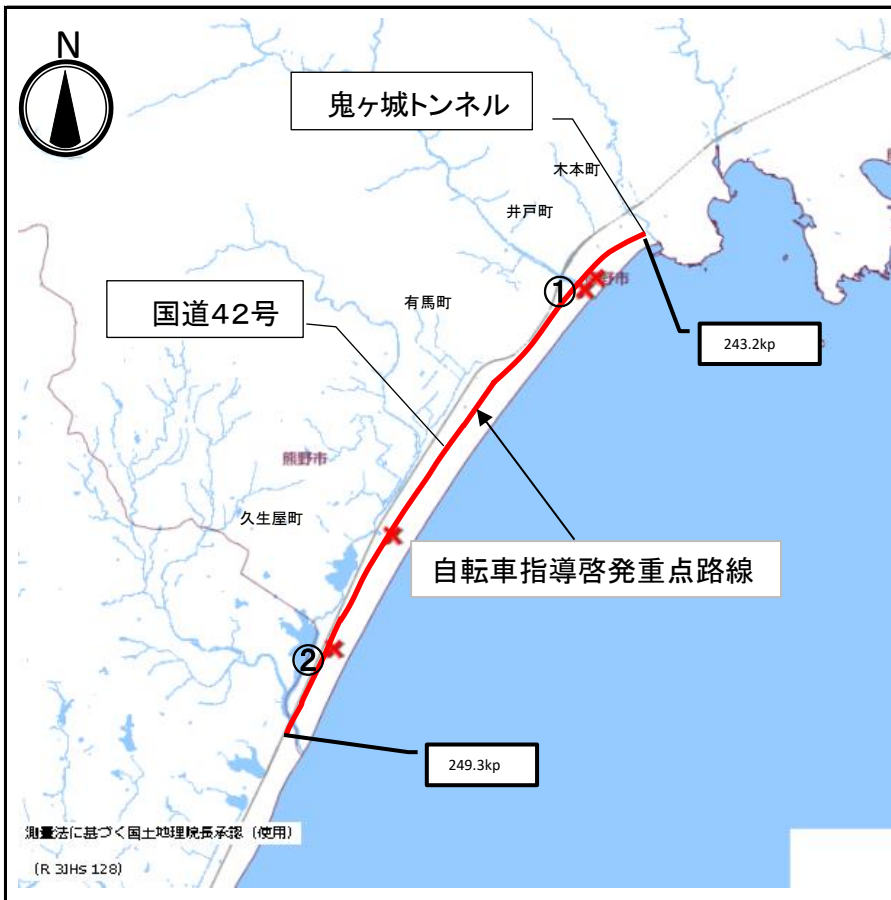 N
鬼ヶ城トンネル
木本町
井戸町
①
野市
国道42号
有馬町
243.2kp
熊野市
久生屋町
自転車指導啓発重点路線
②
249.3kp
測量法に基づく国土地理院長承認（使用）
(R 3JHs 128)